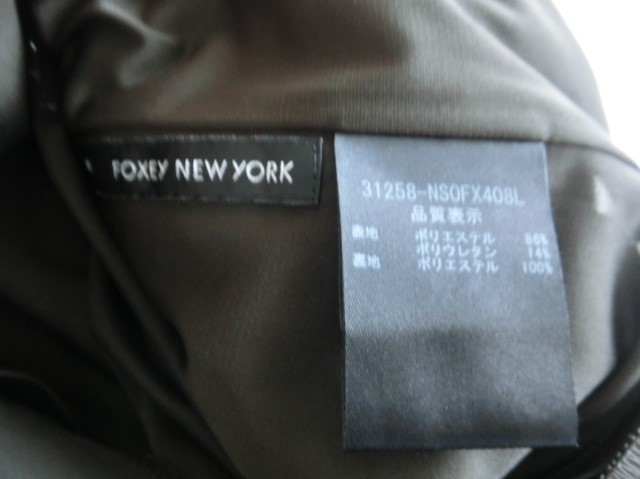 FOXEY NEW YORK
31258-NSOFX408L
品質表示
表地 ポリエステル 86%
ポリウレタン 14%
裏地 ポリエステル 100%